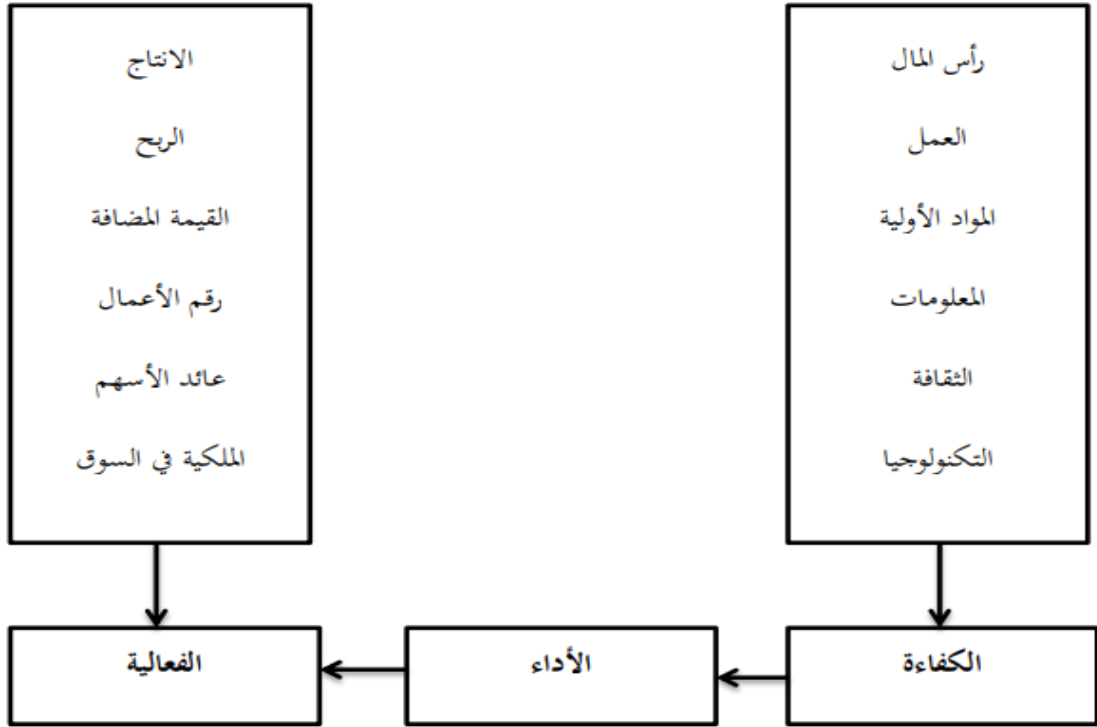 رأس المال
العمل
المواد الأولية
المعلومات
الثقافة
التكنولوجيا
الانتاج
الربح
القيمة المضافة
رقم الأعمال
عائد الأسهم
الملكية في السوق
الكفاءة
الأداء
الفعالية